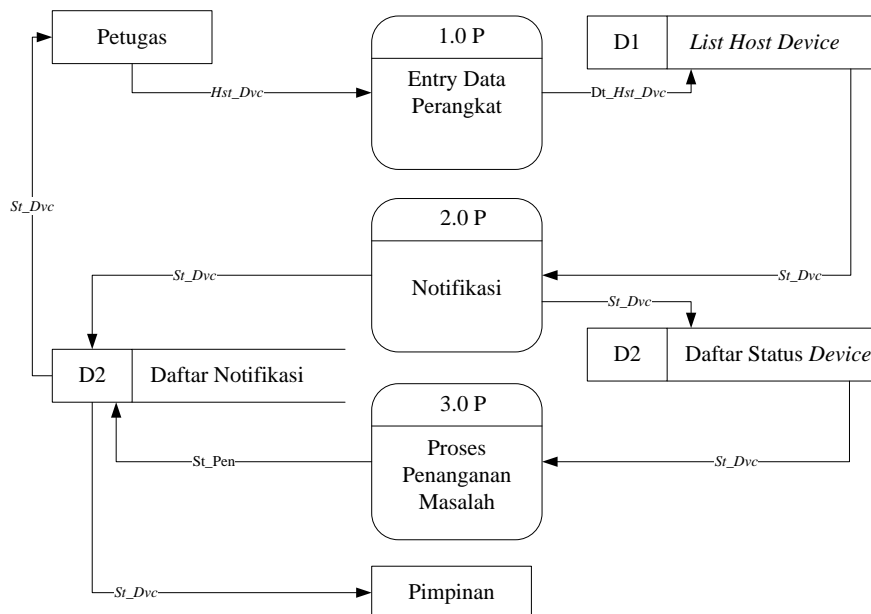 Petugas
1.0 P
D1 List Host Device
Entry Data
Perangkat
Hst_Dvc
Dt_Hst_Dvc
St_Dvc
2.0 P
Notifikasi
St_Dvc
St_Dvc
St_Dvc
D2 Daftar Notifikasi
D2 Daftar Status Device
3.0 P
Proses
Penanganan
Masalah
St_Pen
St_Dvc
St_Dvc
Pimpinan